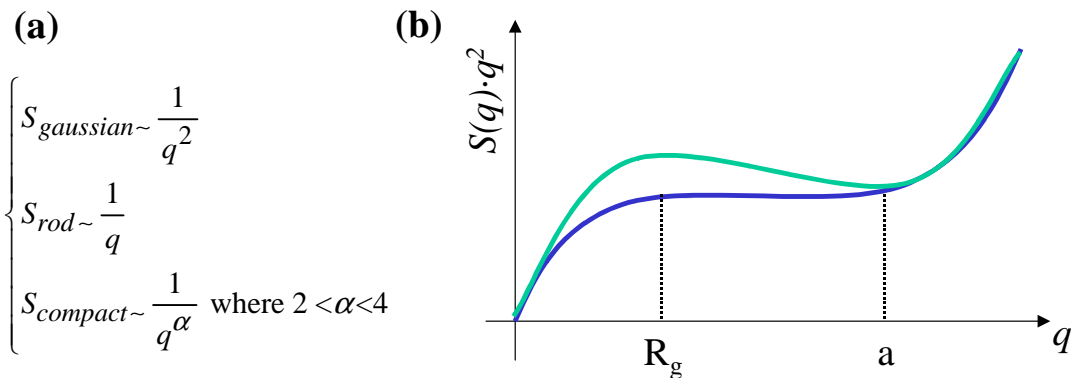 (a)
S_gaussian ~ 1/q^2
S_rod ~ 1/q
S_compact ~ 1/q^α where 2 <α<4
(b)
S(q)·q^2
R_g
a
q